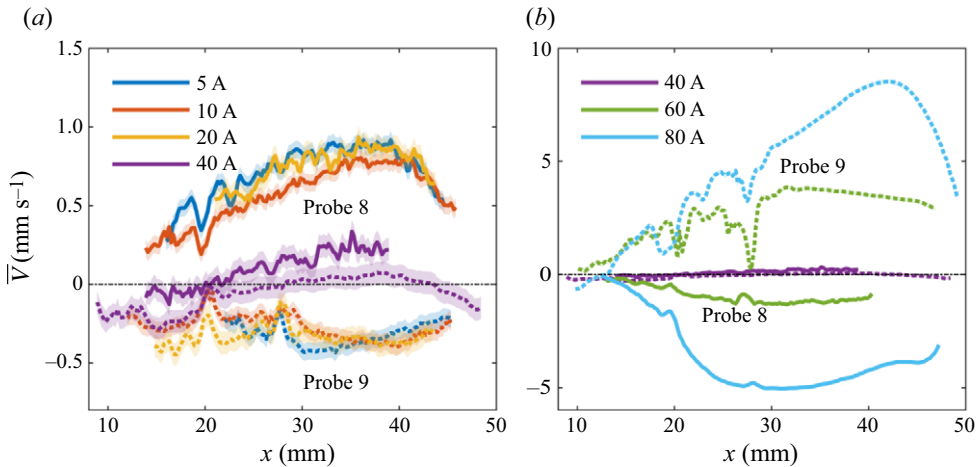 (a)
(b)
1.5
1.0
0.5
0
−0.5
V̅ (mm s⁻¹)
5 A
10 A
20 A
40 A
Probe 8
Probe 9
10 20 30 40 50
x (mm)
10
5
0
−5
40 A
60 A
80 A
Probe 9
Probe 8
10 20 30 40 50
x (mm)